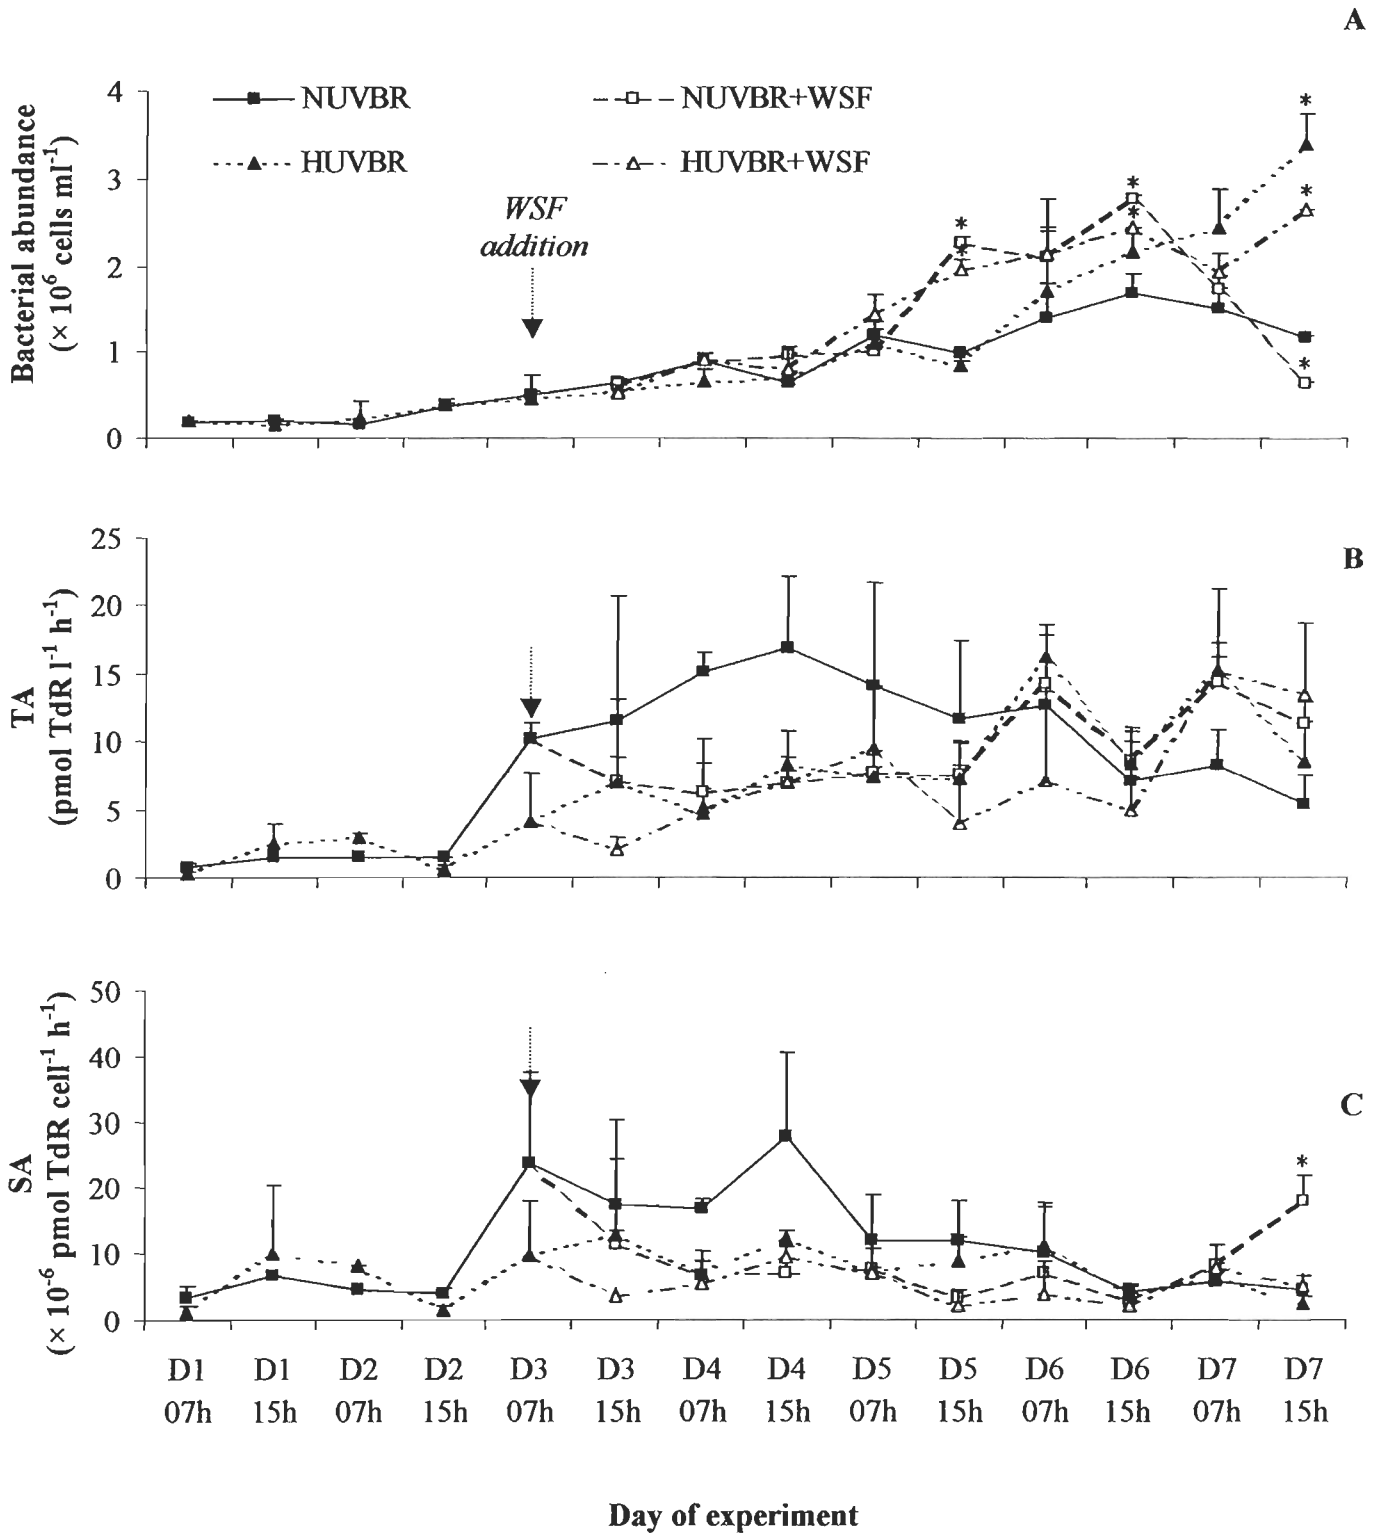 A
NUVBR
NUVBR+WSF
HUVBR
HUVBR+WSF
WSF
addition
Bacterial abundance
(× 10⁶ cells ml⁻¹)
4
3
2
1
0
*
*
*
*
*
*
*
B
TA
(pmol TdR l⁻¹ h⁻¹)
25
20
15
10
5
0
C
SA
(× 10⁻⁶ pmol TdR cell⁻¹ h⁻¹)
50
40
30
20
10
0
*
D1 D1 D2 D2 D3 D3 D4 D4 D5 D5 D6 D6 D7 D7
07h 15h 07h 15h 07h 15h 07h 15h 07h 15h 07h 15h 07h 15h
Day of experiment